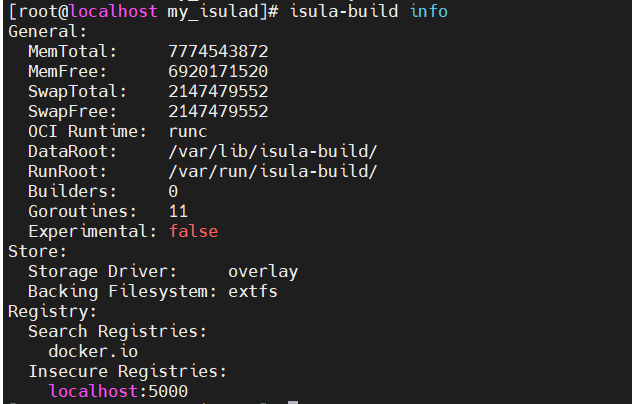 [root@localhost my_isulad]# isula-build info
General:
  MemTotal:     7774543872
  MemFree:      6920171520
  SwapTotal:    2147479552
  SwapFree:     2147479552
  OCI Runtime:  runc
  DataRoot:     /var/lib/isula-build/
  RunRoot:      /var/run/isula-build/
  Builders:     0
  Goroutines:   11
  Experimental: false
Store:
  Storage Driver:     overlay
  Backing Filesystem: extfs
Registry:
  Search Registries:
    docker.io
  Insecure Registries:
    localhost:5000